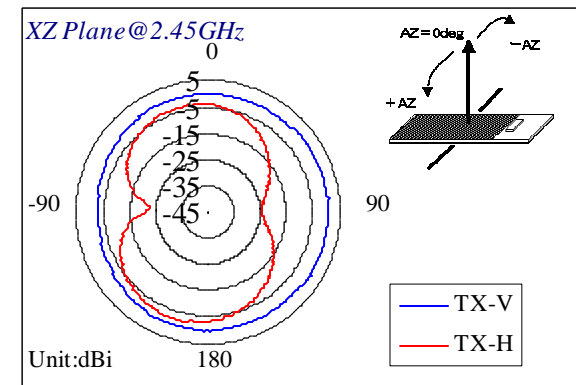 XZ Plane@2.45GHz
0
AZ=0deg
-AZ
+AZ
5
-5
-15
-25
-35
-45
-90
90
TX-V
TX-H
Unit:dBi
180